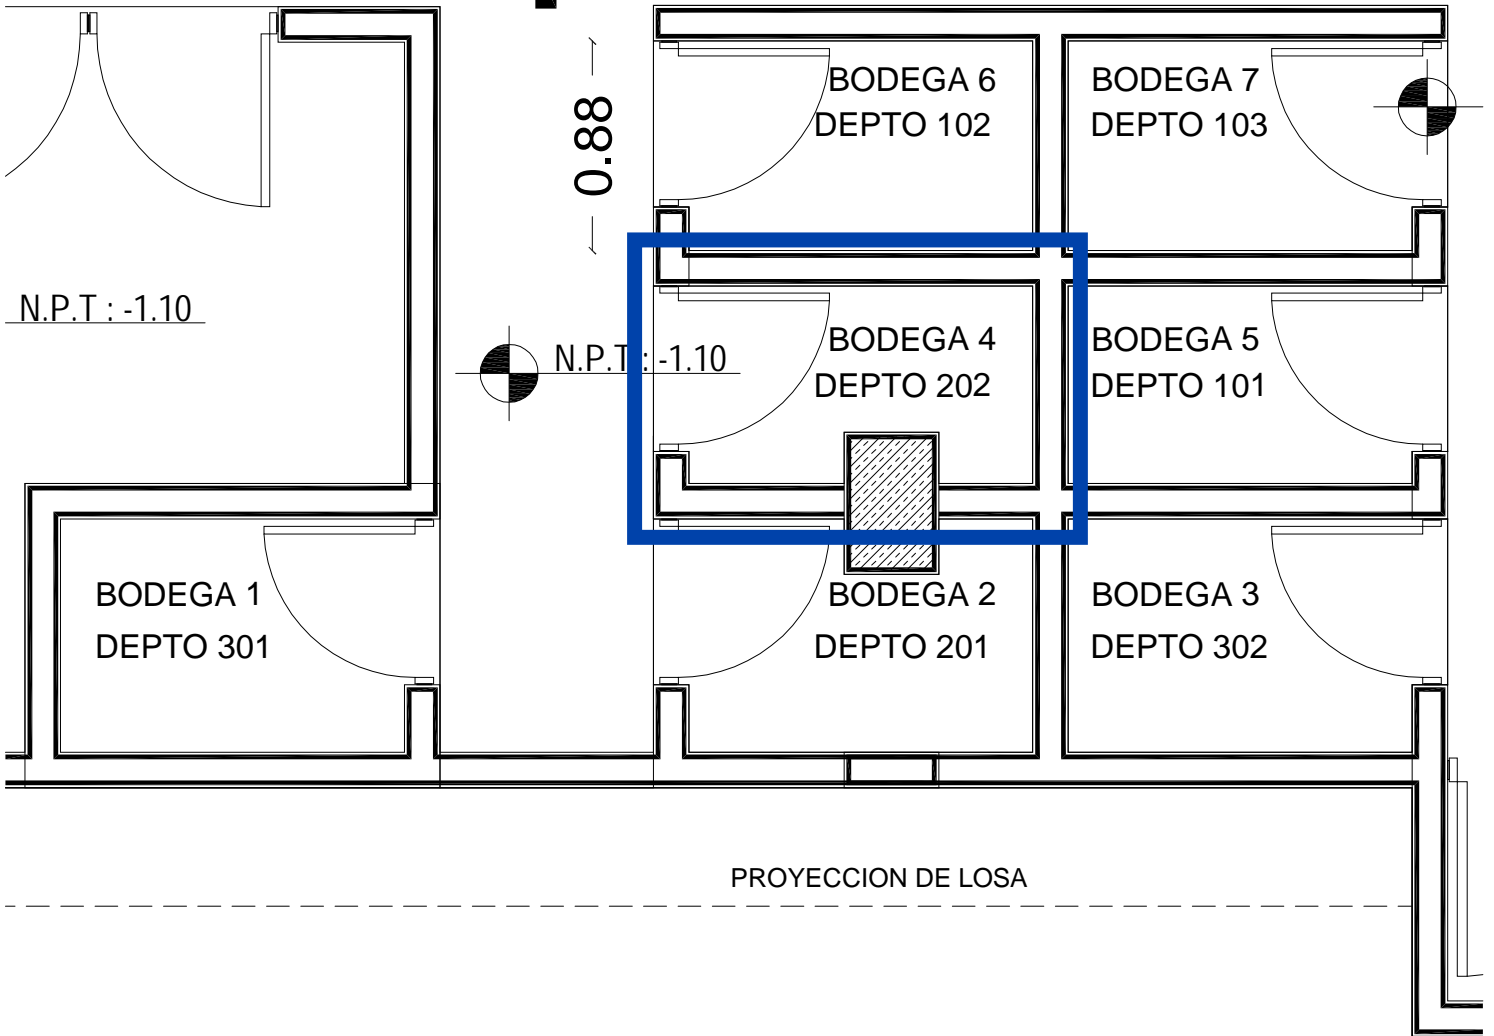 BODEGA 6
DEPTO 102
BODEGA 7
DEPTO 103
0.88
N.P.T : -1.10
N.P.T : -1.10
BODEGA 4
DEPTO 202
BODEGA 5
DEPTO 101
BODEGA 1
DEPTO 301
BODEGA 2
DEPTO 201
BODEGA 3
DEPTO 302
PROYECCION DE LOSA